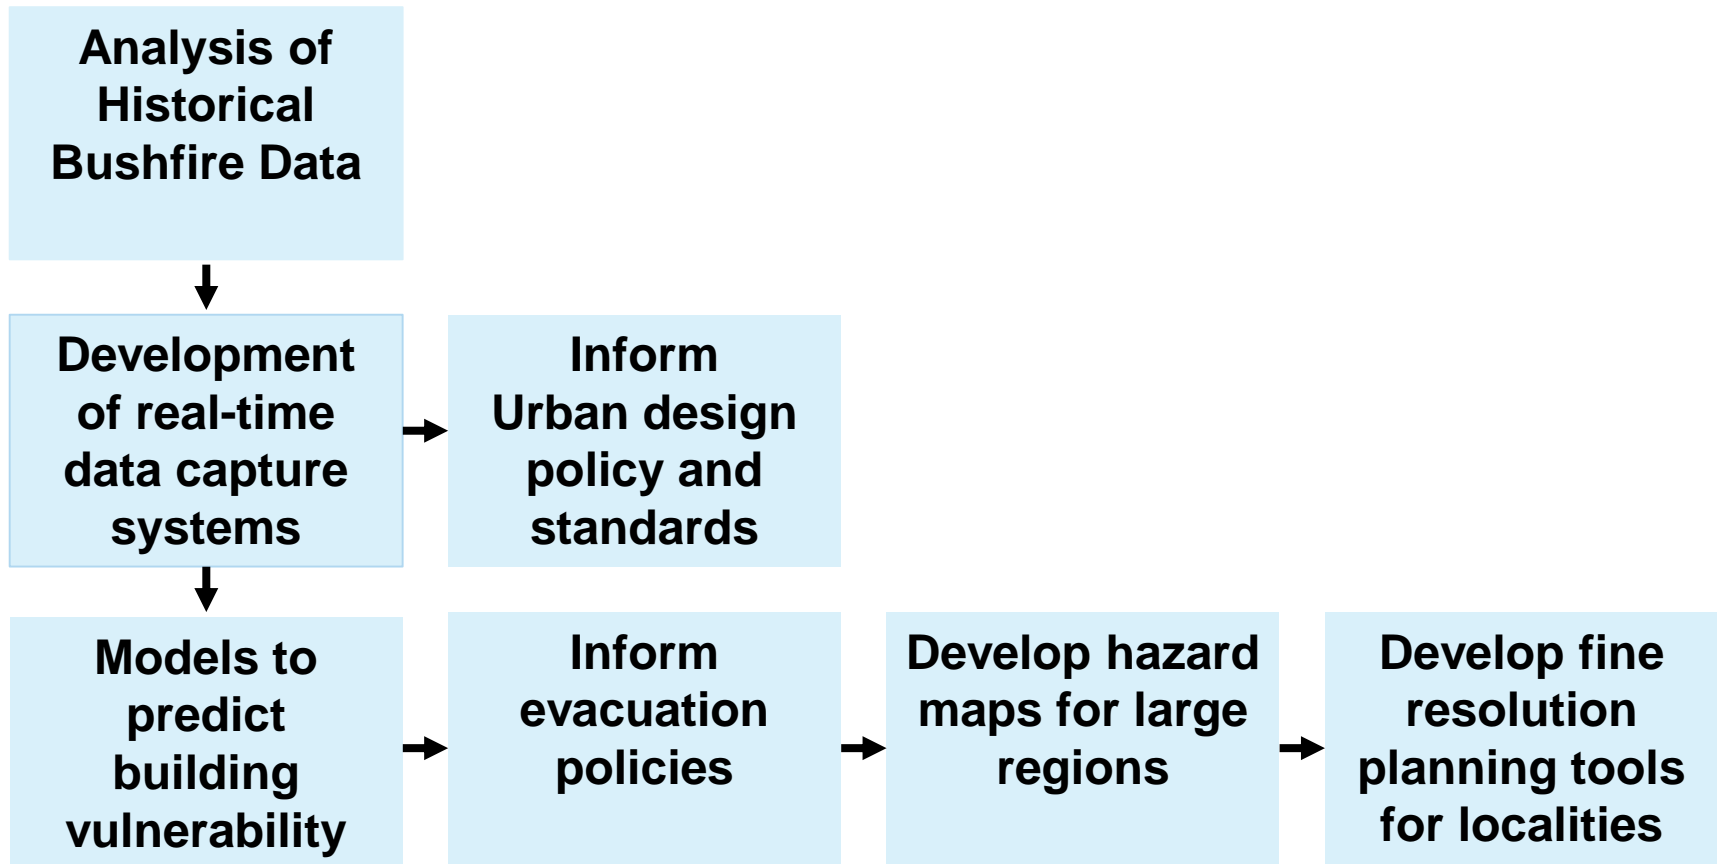 Analysis of
Historical
Bushfire Data
Development
of real-time
data capture
systems
Inform
Urban design
policy and
standards
Models to
predict
building
vulnerability
Inform
evacuation
policies
Develop hazard
maps for large
regions
Develop fine
resolution
planning tools
for localities